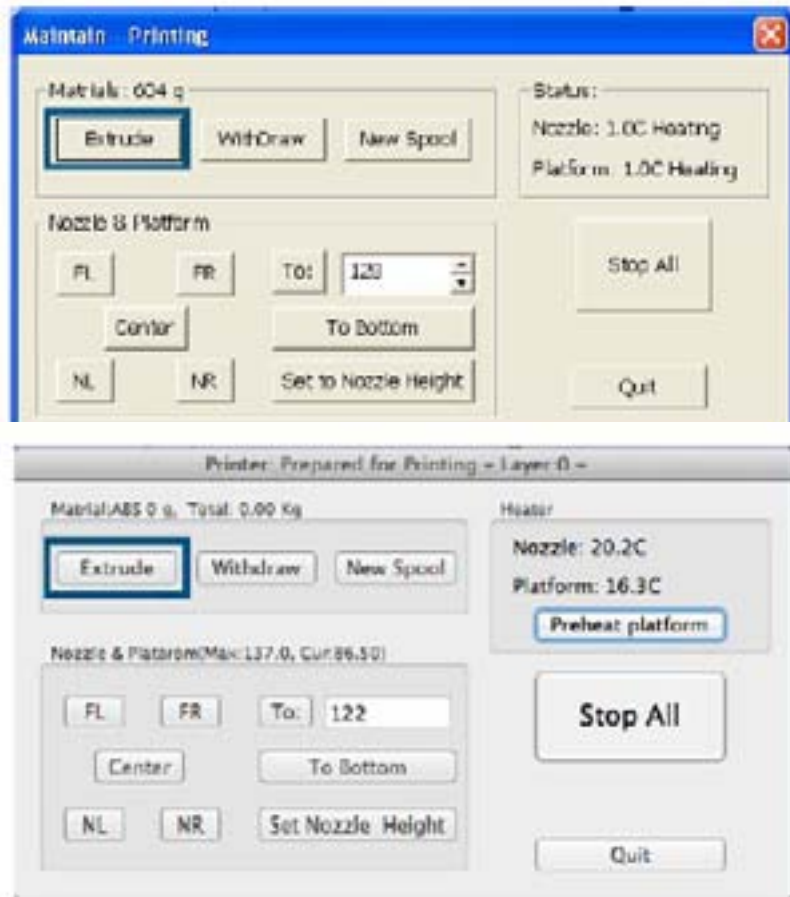 Maintain Printing
Matrials: 604 g
Status:
Extrude WithDraw New Spool
Nozzle: 1.0C Heating
Platform: 1.0C Heating
Nozzle & Platform
FL FR To: 120
Stop All
Center To Bottom
NL NR Set to Nozzle Height
Quit
Printer: Prepared for Printing - Layer:0 -
Matrial:ABS 0 g, Total: 0.00 Kg
Heater
Extrude Withdraw New Spool
Nozzle: 20.2C
Platform: 16.3C
Preheat platform
Nozzle & Platarom(Max:137.0, Cur:86.50)
FL FR To: 122
Stop All
Center To Bottom
NL NR Set Nozzle Height
Quit